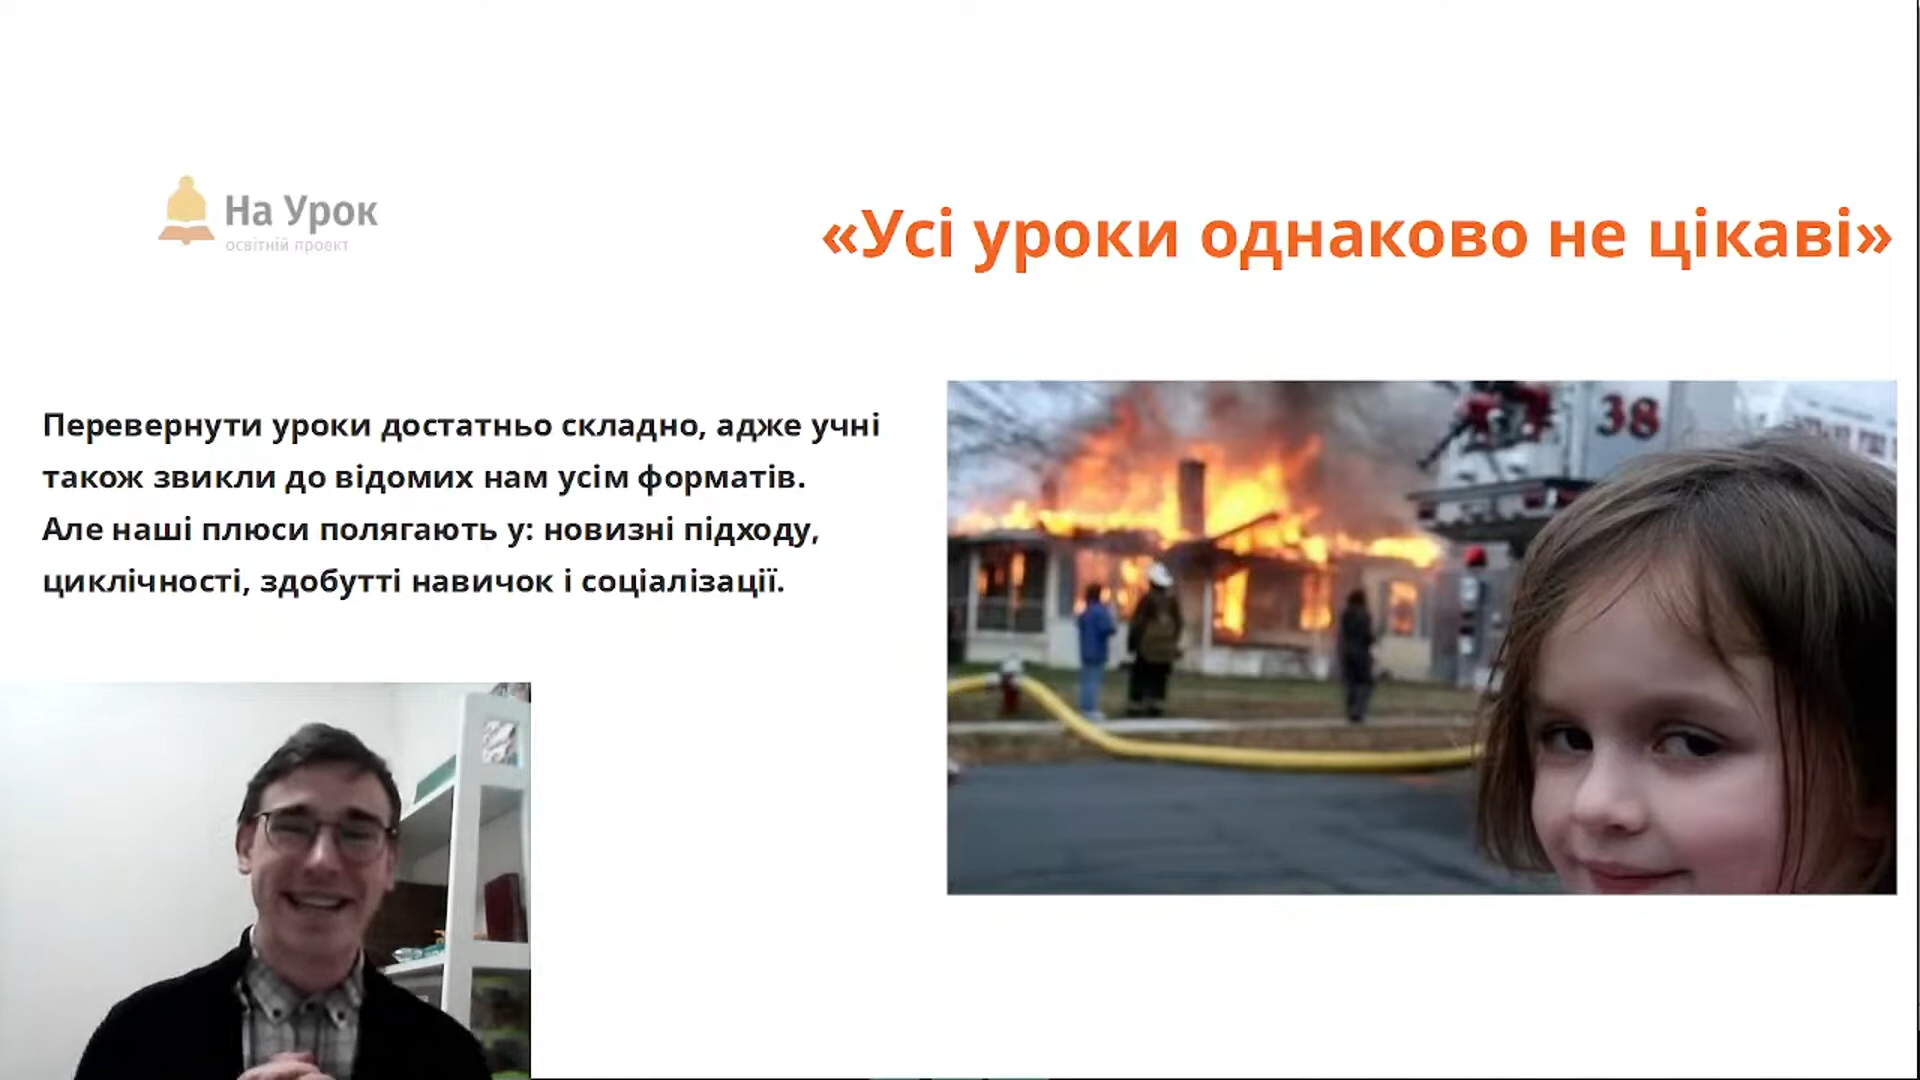 На Урок
освітній проект
«Усі уроки однаково не цікаві»
Перевернути уроки достатньо складно, адже учні
також звикли до відомих нам усім форматів.
Але наші плюси полягають у: новизні підходу,
циклічності, здобутті навичок і соціалізації.
38